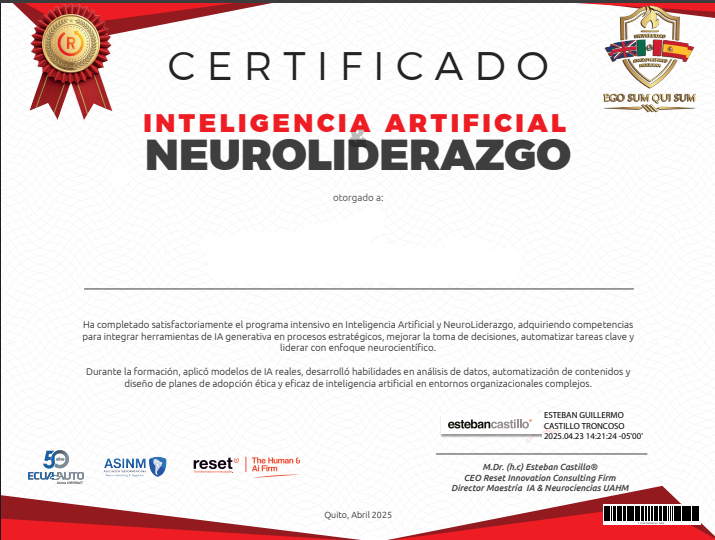 CERTIFICADO
INTELIGENCIA ARTIFICIAL
NEUROLIDERAZGO
otorgado a:
Ha completado satisfactoriamente el programa intensivo en Inteligencia Artificial y NeuroLiderazgo, adquiriendo competencias
para integrar herramientas de IA generativa en procesos estratégicos, mejorar la toma de decisiones, automatizar tareas clave y
liderar con enfoque neurocientífico.
Durante la formación, aplicó modelos de IA reales, desarrolló habilidades en análisis de datos, automatización de contenidos y
diseño de planes de adopción ética y eficaz de inteligencia artificial en entornos organizacionales complejos.
R
EGO SUM QUI SUM
estebancastillo®
ESTEBAN GUILLERMO
CASTILLO TRONCOSO
2025.04.23 14:21:24 -05'00'
M.Dr. (h.c) Esteban Castillo®
CEO Reset Innovation Consulting Firm
Director Maestría IA & Neurociencias UAHM
50 años
ECUA-AUTO
ASINM
reset®
The Human &
Ai Firm
Quito, Abril 2025